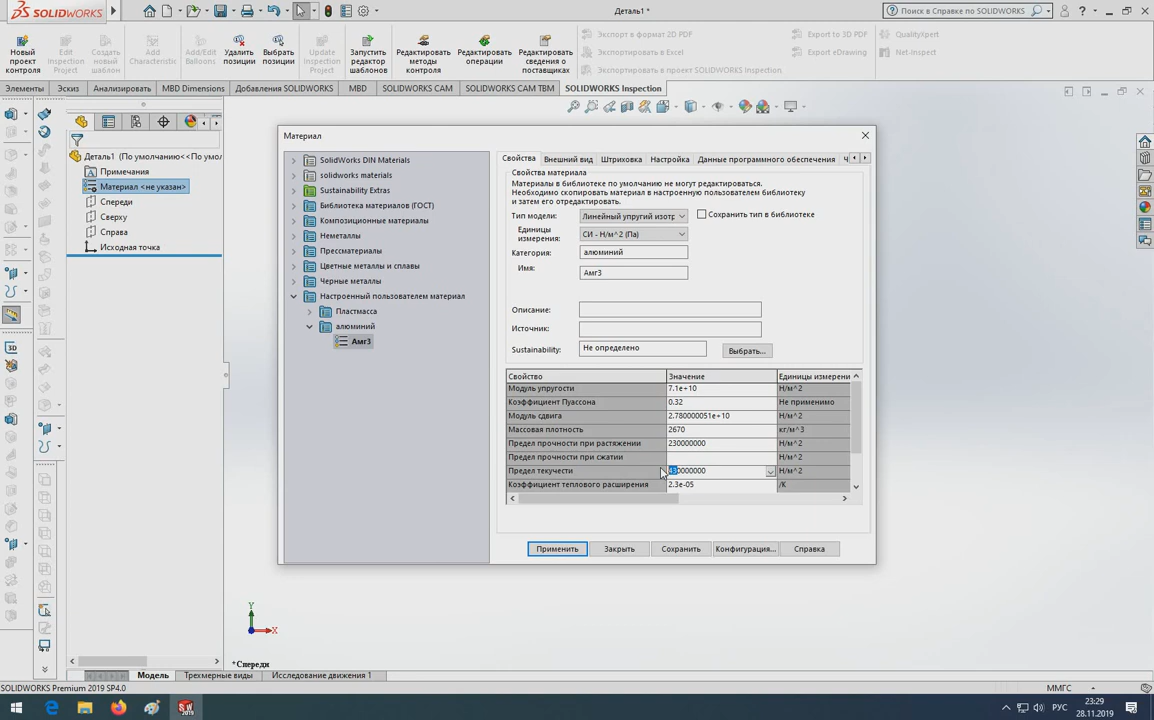 SOLIDWORKS
Деталь1 *
Поиск в Справке по SOLIDWORKS
Новый проект контроля
Edit Inspection Project
Создать новый шаблон
Add Characteristic
Add/Edit Balloons
Удалить позиции
Выбрать позиции
Update Inspection Project
Запустить редактор шаблонов
Редактировать методы контроля
Редактировать операции
Редактировать сведения о поставщиках
Экспорт в формат 2D PDF
Экспортировать в Excel
Экспортировать в проект SOLIDWORKS Inspection
Export to 3D PDF
Export eDrawing
QualityXpert
Net-Inspect
Элементы
Эскиз
Анализировать
MBD Dimensions
Добавления SOLIDWORKS
MBD
SOLIDWORKS CAM
SOLIDWORKS CAM TBM
SOLIDWORKS Inspection
Деталь1 (По умолчанию<<По умол
Примечания
Материал <не указан>
Спереди
Сверху
Справа
Исходная точка
Материал
SolidWorks DIN Materials
solidworks materials
Sustainability Extras
Библиотека материалов (ГОСТ)
Композиционные материалы
Неметаллы
Прессматериалы
Цветные металлы и сплавы
Черные металлы
Настроенный пользователем материал
Пластмасса
алюминий
Амг3
Свойства
Внешний вид
Штриховка
Настройка
Данные программного обеспечения
Ч
Свойства материала
Материалы в библиотеке по умолчанию не могут редактироваться.
Необходимо скопировать материал в настроенную пользователем библиотеку
и затем его отредактировать.
Тип модели: Линейный упругий изотр
Сохранить тип в библиотеке
Единицы измерения: СИ - Н/м^2 (Па)
Категория: алюминий
Имя: Амг3
Описание:
Источник:
Sustainability: Не определено
Выбрать...
Свойство Значение Единицы измерени
Модуль упругости 7.1e+10 Н/м^2
Коэффициент Пуассона 0.32 Не применимо
Модуль сдвига 2.780000051e+10 Н/м^2
Массовая плотность 2670 кг/м^3
Предел прочности при растяжении 230000000 Н/м^2
Предел прочности при сжатии Н/м^2
Предел текучести Н/м^2
Коэффициент теплового расширения 2.3e-05 /K
Применить
Закрыть
Сохранить
Конфигурация...
Справка
Y
X
*Спереди
Модель
Трехмерные виды
Исследование движения 1
SOLIDWORKS Premium 2019 SP4.0
ММГС
РУС
23:29
28.11.2019